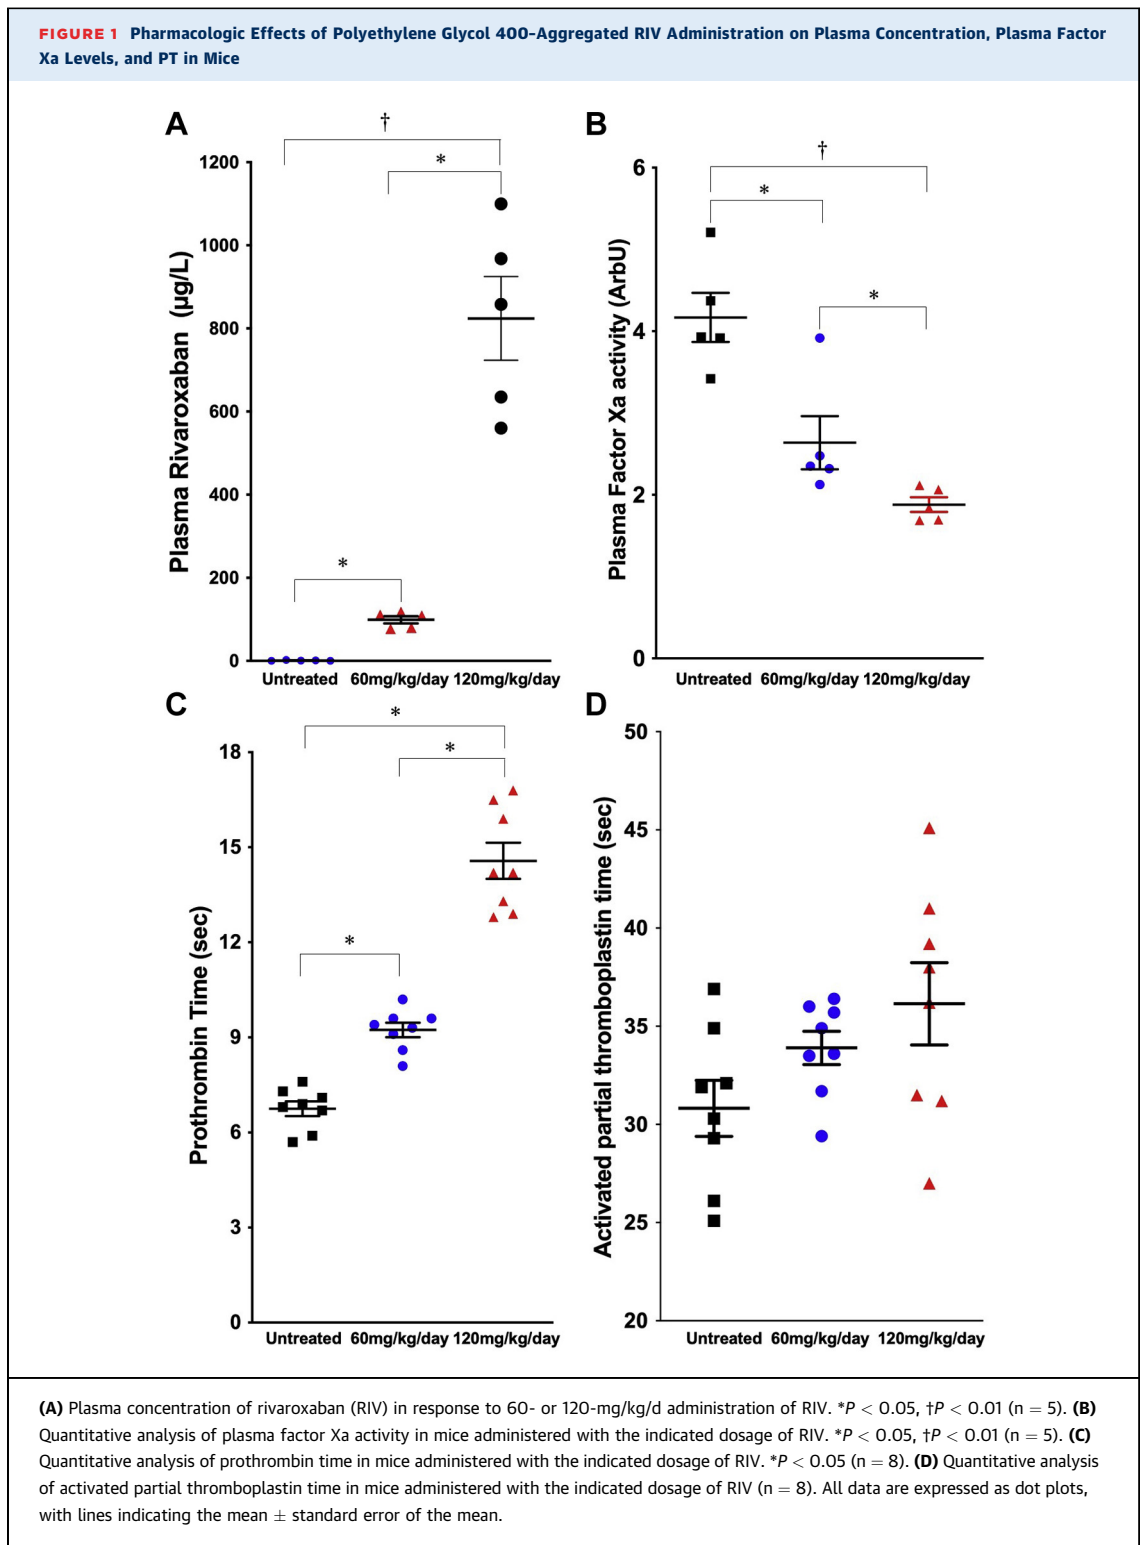 FIGURE 1 Pharmacologic Effects of Polyethylene Glycol 400-Aggregated RIV Administration on Plasma Concentration, Plasma Factor
Xa Levels, and PT in Mice
A
†
*
*
Plasma Rivaroxaban (µg/L)
1200
1000
800
600
400
200
0
Untreated 60mg/kg/day 120mg/kg/day
B
†
*
*
Plasma Factor Xa activity (ArbU)
6
4
2
0
Untreated 60mg/kg/day 120mg/kg/day
C
*
*
*
Prothrombin Time (sec)
18
15
12
9
6
3
0
Untreated 60mg/kg/day 120mg/kg/day
D
Activated partial thromboplastin time (sec)
50
45
40
35
30
25
20
Untreated 60mg/kg/day 120mg/kg/day
(A) Plasma concentration of rivaroxaban (RIV) in response to 60- or 120-mg/kg/d administration of RIV. *P < 0.05, †P < 0.01 (n = 5). (B)
Quantitative analysis of plasma factor Xa activity in mice administered with the indicated dosage of RIV. *P < 0.05, †P < 0.01 (n = 5). (C)
Quantitative analysis of prothrombin time in mice administered with the indicated dosage of RIV. *P < 0.05 (n = 8). (D) Quantitative analysis
of activated partial thromboplastin time in mice administered with the indicated dosage of RIV (n = 8). All data are expressed as dot plots,
with lines indicating the mean ± standard error of the mean.